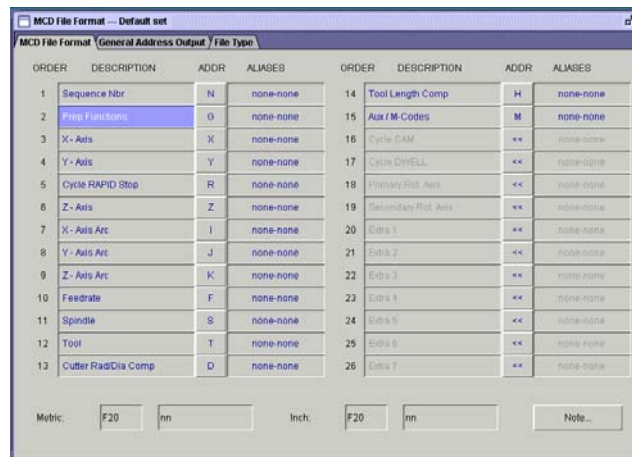 MCD File Format — Default set
MCD File Format General Address Output File Type
ORDER DESCRIPTION ADDR ALIASES ORDER DESCRIPTION ADDR ALIASES
1 Sequence Nbr N none-none 14 Tool Length Comp H none-none
2 Prep Functions G none-none 15 Aux / M-Codes M none-none
3 X - Axis X none-none 16 Cycle CAM << none-none
4 Y - Axis Y none-none 17 Cycle DWELL << none-none
5 Cycle RAPID Stop R none-none 18 Primary Rot. Axis << none-none
6 Z - Axis Z none-none 19 Secondary Rot. Axis << none-none
7 X - Axis Arc I none-none 20 Extra 1 << none-none
8 Y - Axis Arc J none-none 21 Extra 2 << none-none
9 Z - Axis Arc K none-none 22 Extra 3 << none-none
10 Feedrate F none-none 23 Extra 4 << none-none
11 Spindle S none-none 24 Extra 5 << none-none
12 Tool T none-none 25 Extra 6 << none-none
13 Cutter Rad/Dia Comp D none-none 26 Extra 7 << none-none
Metric: F20 nn Inch: F20 nn Note...